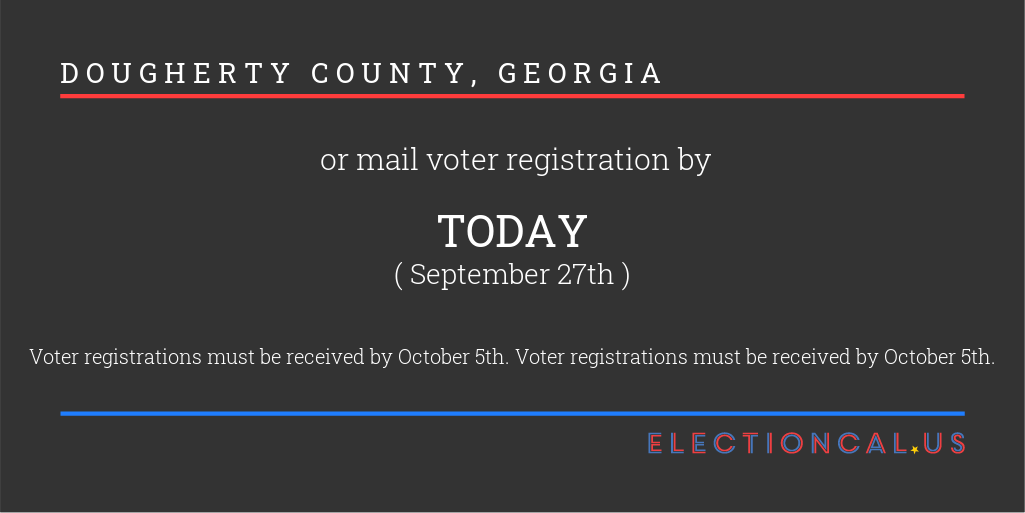 DOUGHERTY COUNTY, GEORGIA
or mail voter registration by
TODAY
( September 27th )
Voter registrations must be received by October 5th. Voter registrations must be received by October 5th.
ELECTIONCAL.US